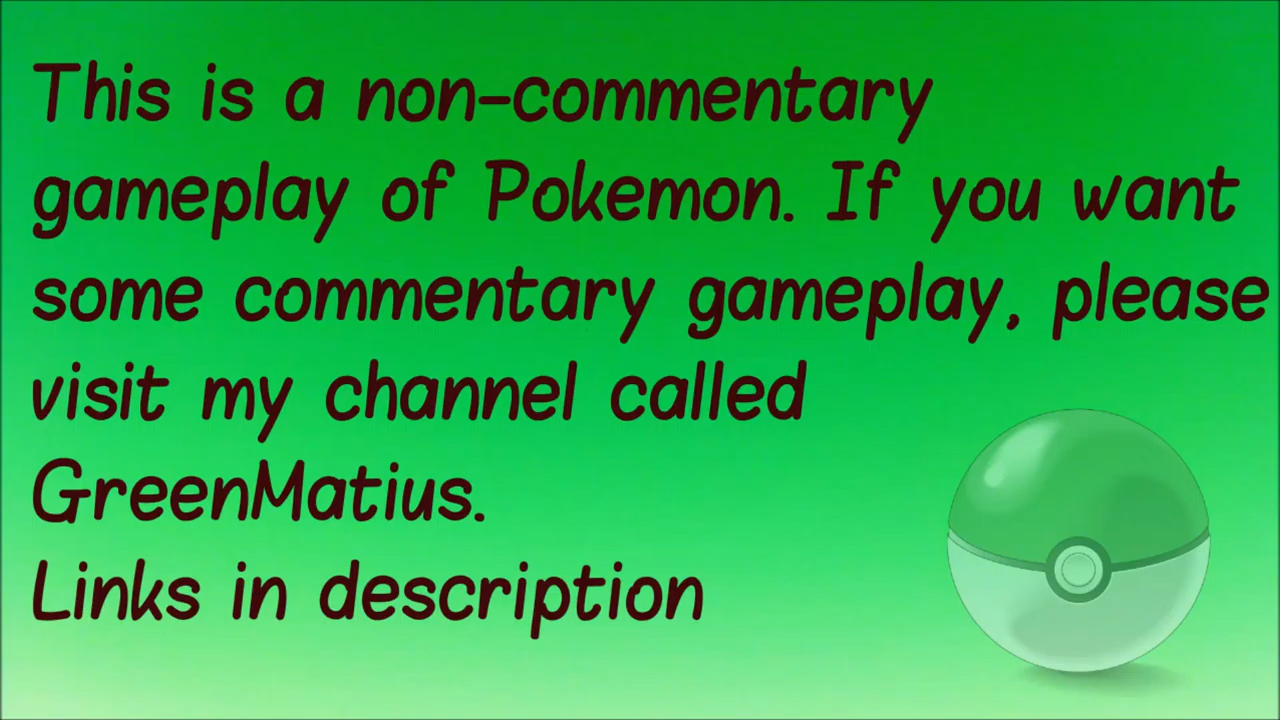 This is a non-commentary
gameplay of Pokemon. If you want
some commentary gameplay, please
visit my channel called
GreenMatius.
Links in description